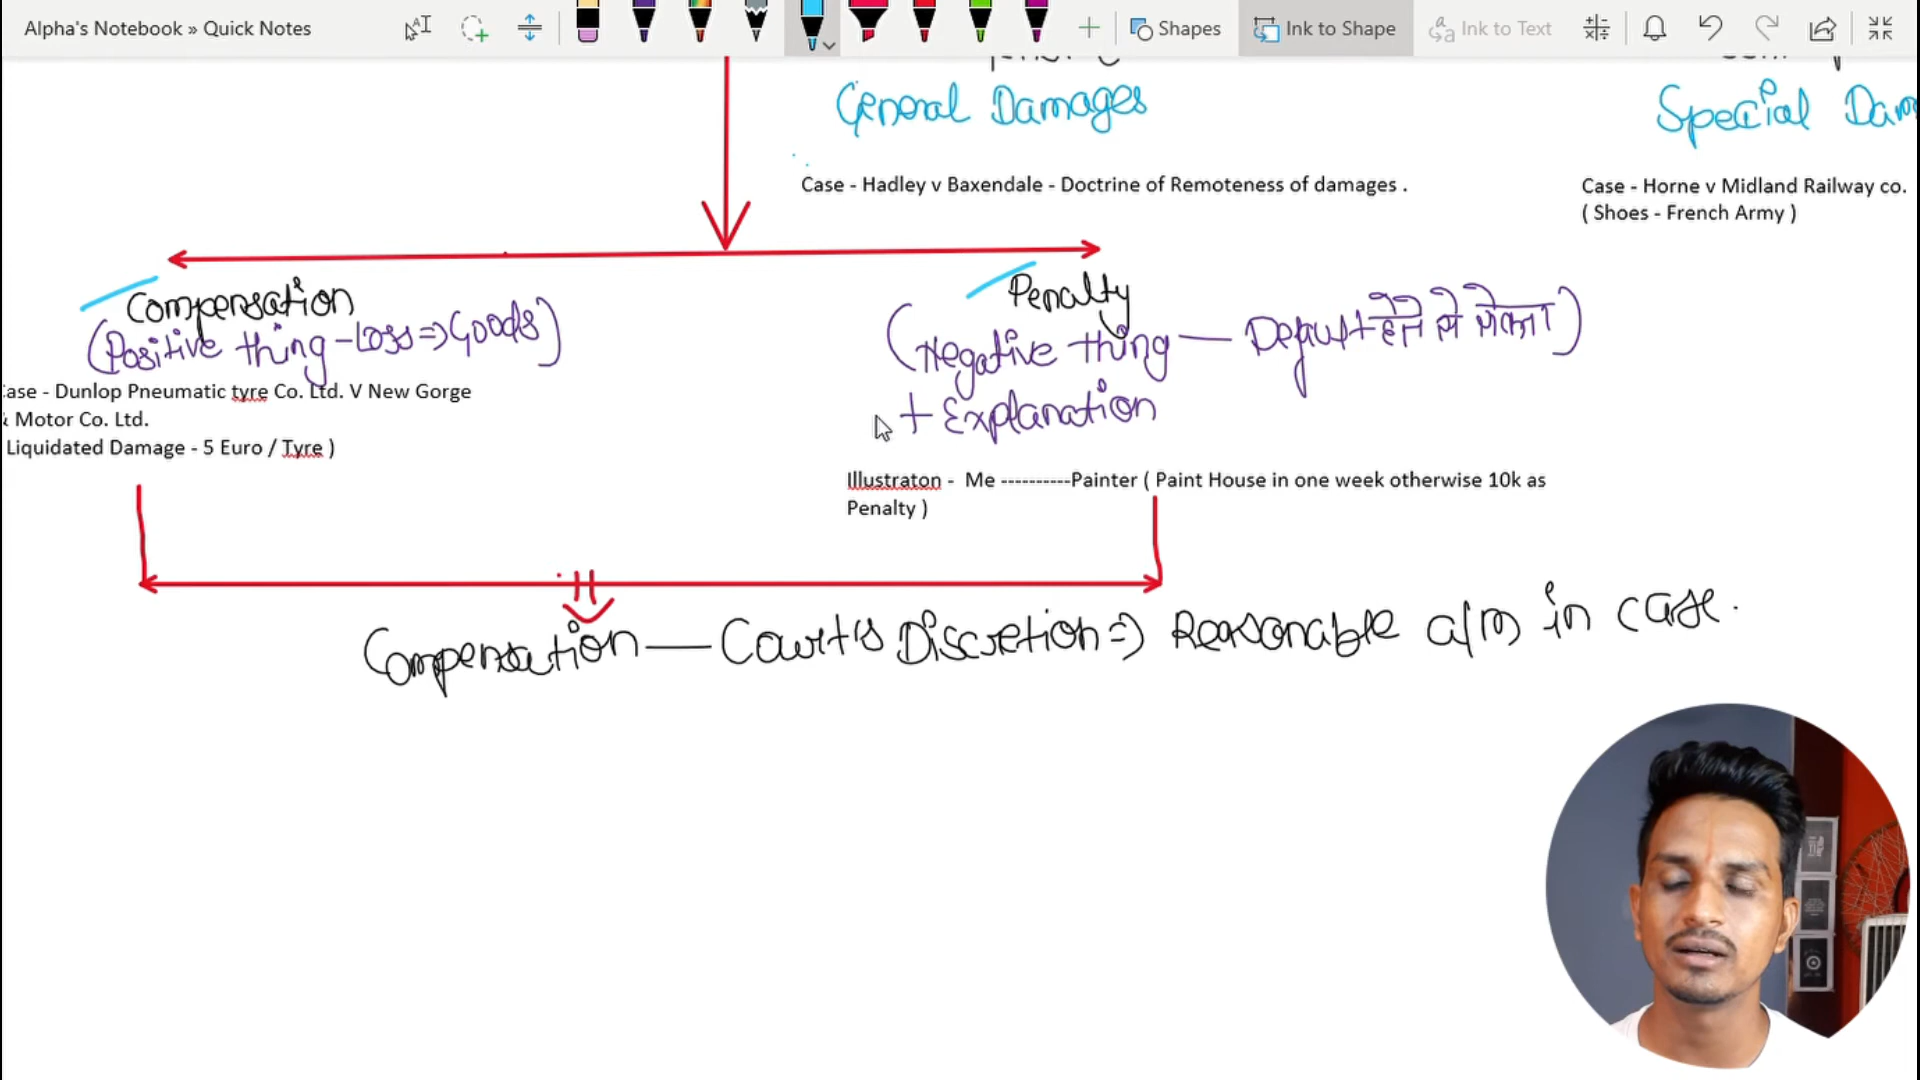 Alpha's Notebook » Quick Notes
Shapes
Ink to Shape
Ink to Text
General Damages
Special Dam
Case - Hadley v Baxendale - Doctrine of Remoteness of damages .
Case - Horne v Midland Railway co.
( Shoes - French Army )
Compensation
(Positive thing - Loss => Goods)
ase - Dunlop Pneumatic tyre Co. Ltd. V New Gorge
& Motor Co. Ltd.
Liquidated Damage - 5 Euro / Tyre )
Penalty
(Negative thing — Default होने से रोकना)
+ Explanation
Illustraton - Me ----------Painter ( Paint House in one week otherwise 10k as
Penalty )
Compensation — Court's Discretion => Reasonable a/m in case.